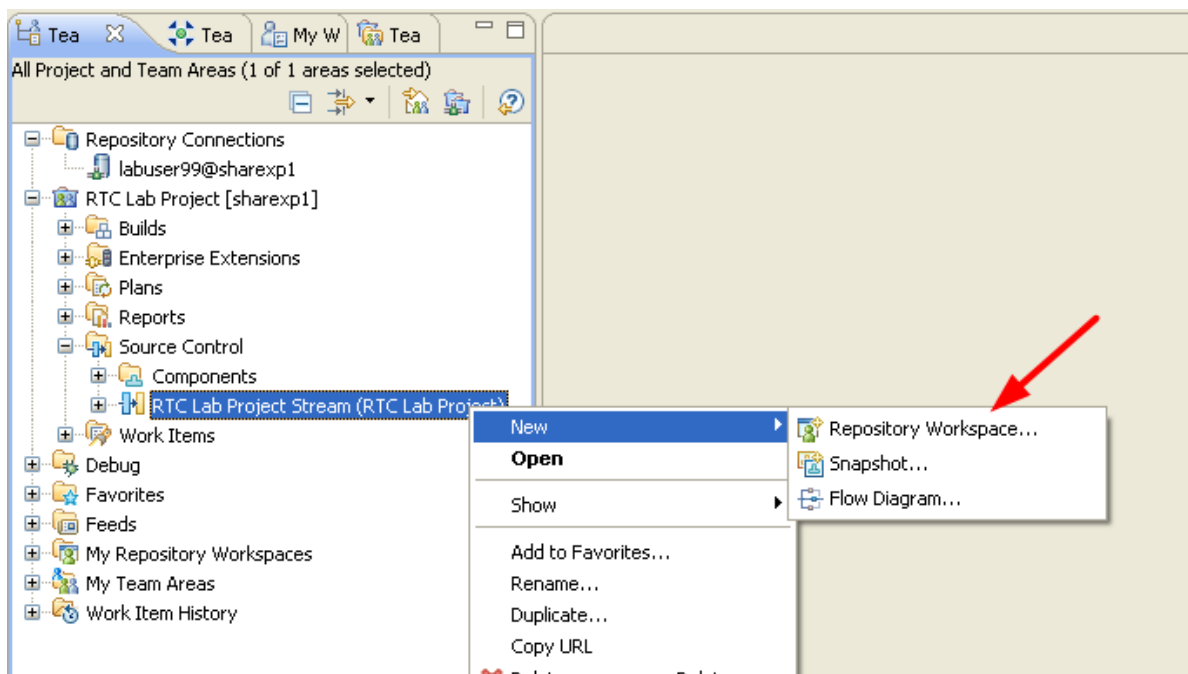 Tea Tea My W Tea
All Project and Team Areas (1 of 1 areas selected)
Repository Connections
labuser99@sharexp1
RTC Lab Project [sharexp1]
Builds
Enterprise Extensions
Plans
Reports
Source Control
Components
RTC Lab Project Stream (RTC Lab Project)
Work Items
Debug
Favorites
Feeds
My Repository Workspaces
My Team Areas
Work Item History
New
Open
Show
Add to Favorites...
Rename...
Duplicate...
Copy URL
Repository Workspace...
Snapshot...
Flow Diagram...